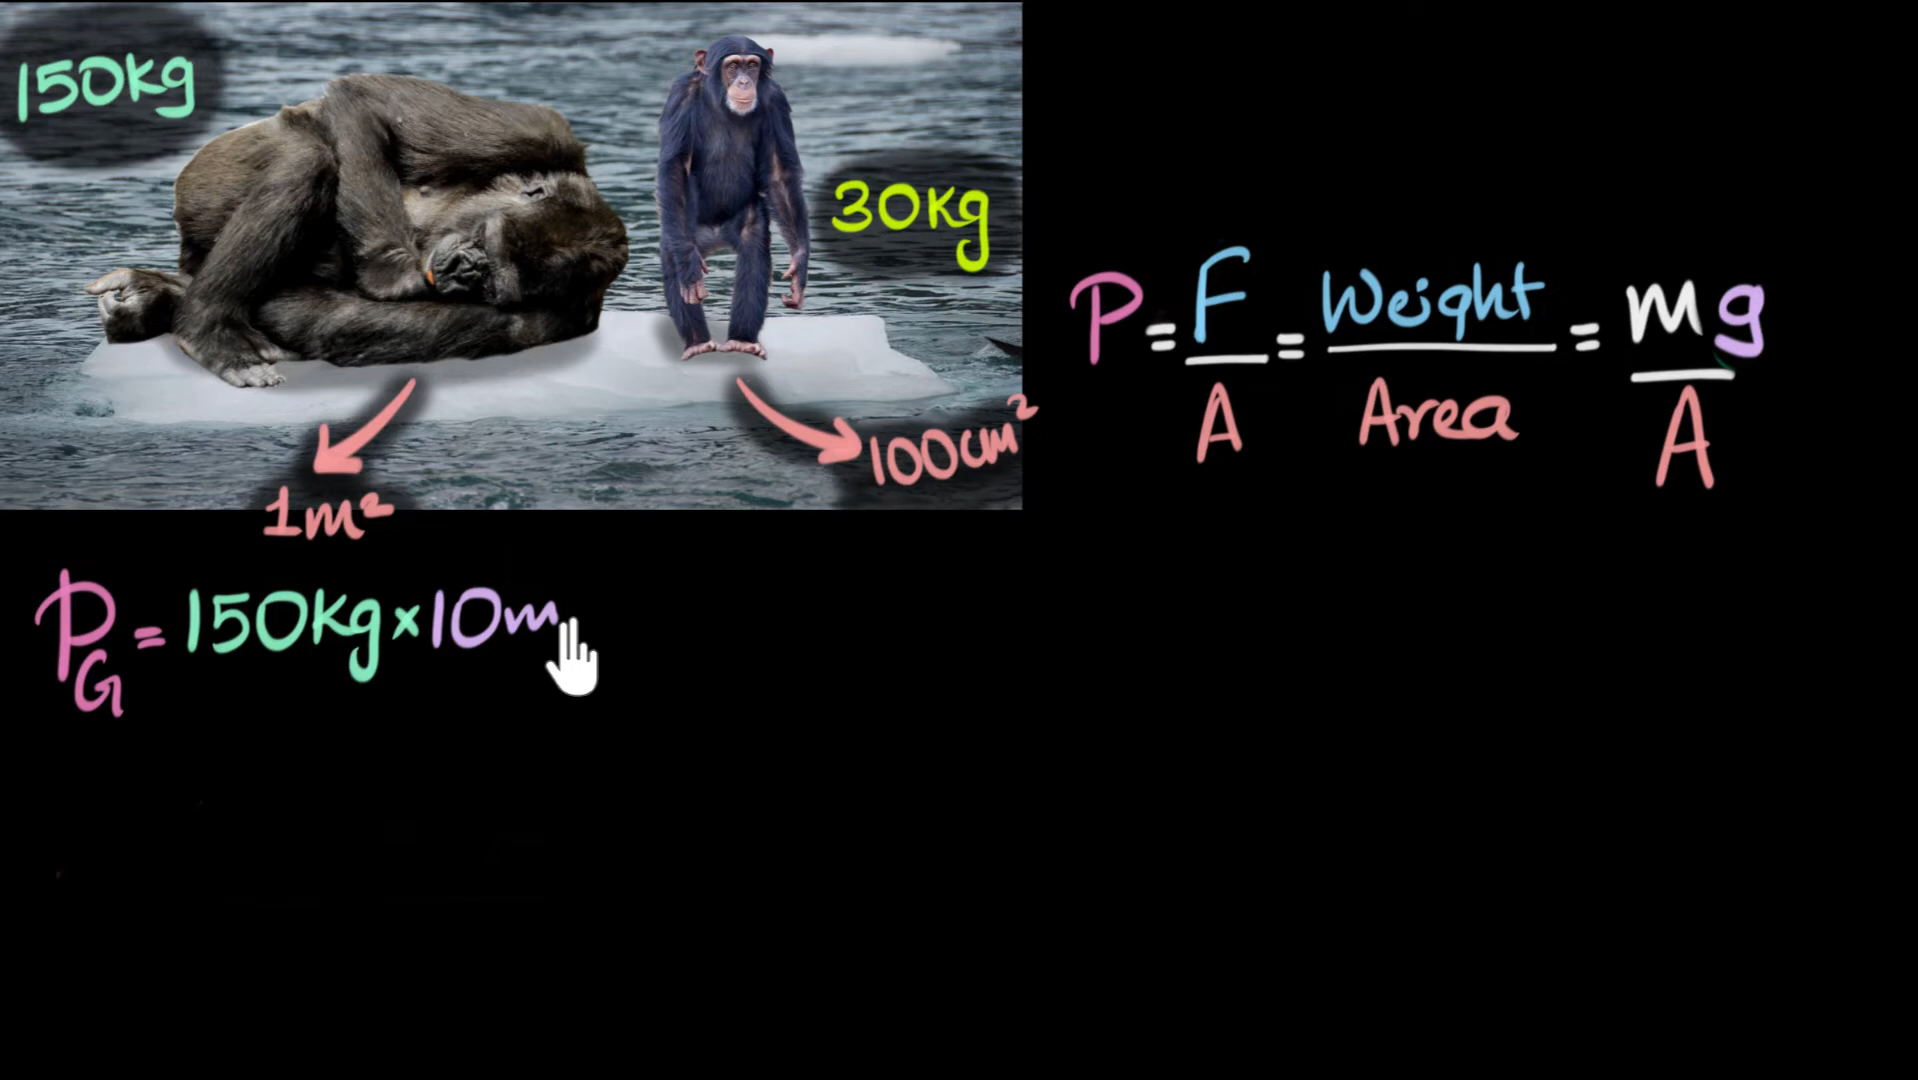 150kg
30kg
1m²
100cm²
P = F/A = Weight/Area = mg/A
P_G = 150kg × 10m